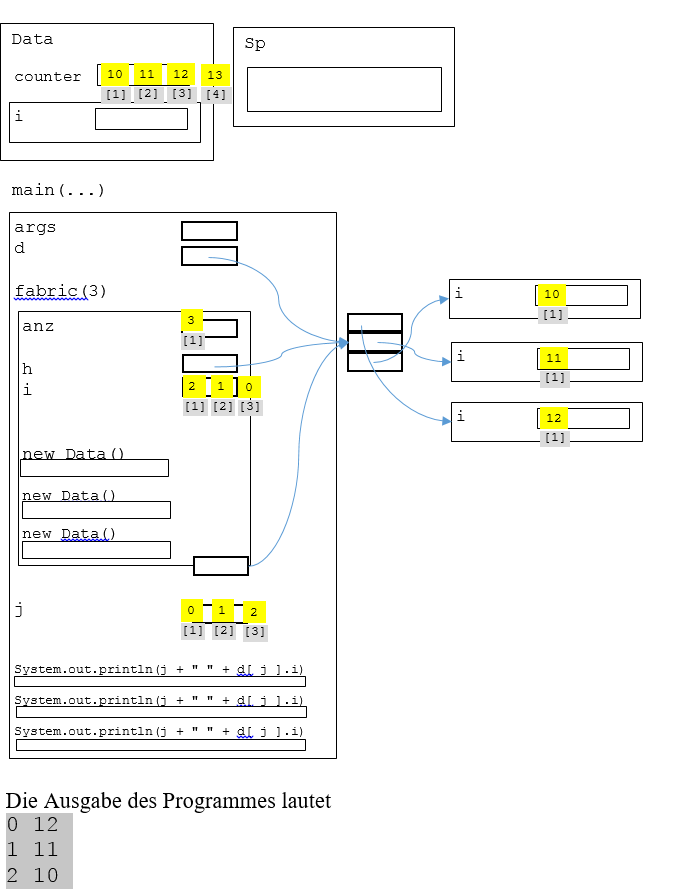 Data
Sp
counter 10 11 12 13
[1] [2] [3] [4]
i
main(...)
args
d
fabric(3)
anz 3
[1]
h
i 2 1 0
[1] [2] [3]
new Data()
new Data()
new Data()
i 10
[1]
i 11
[1]
i 12
[1]
j 0 1 2
[1] [2] [3]
System.out.println(j + " " + d[ j ].i)
System.out.println(j + " " + d[ j ].i)
System.out.println(j + " " + d[ j ].i)
Die Ausgabe des Programmes lautet
0 12
1 11
2 10